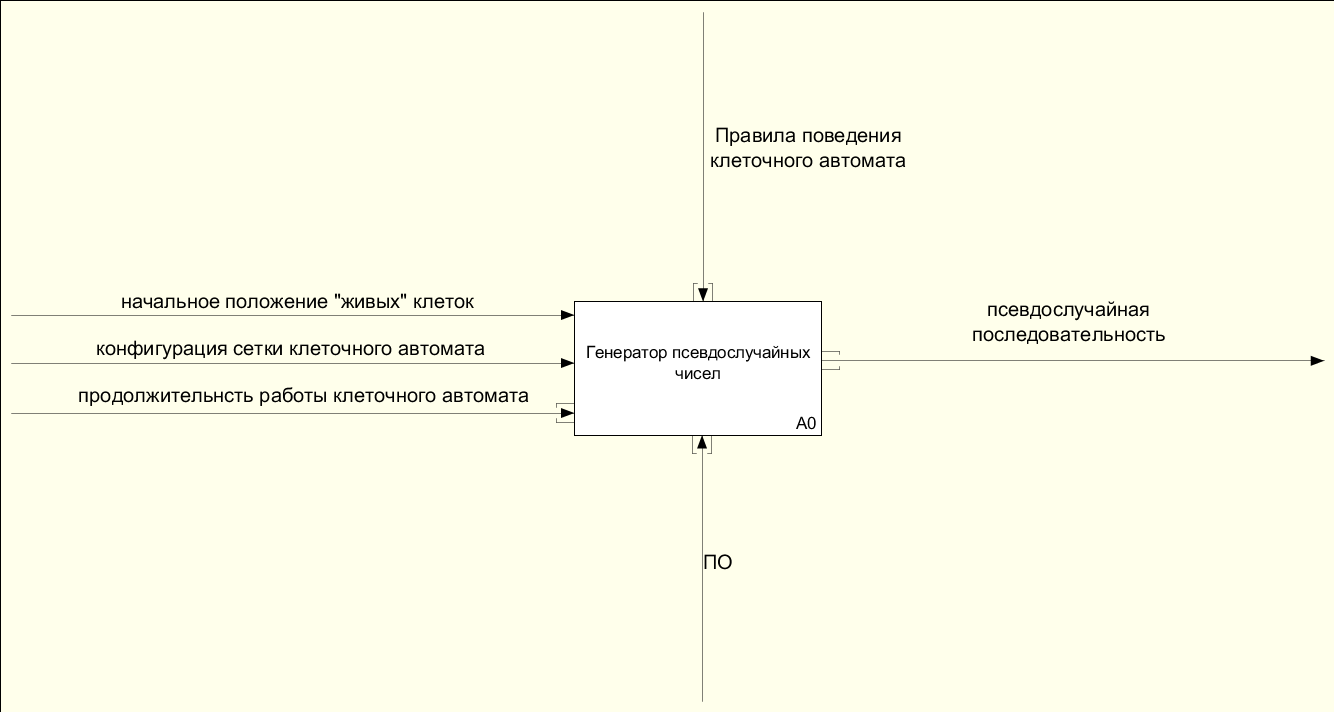 Правила поведения
клеточного автомата
начальное положение "живых" клеток
конфигурация сетки клеточного автомата
продолжительнсть работы клеточного автомата
Генератор псевдослучайных
чисел
A0
псевдослучайная
последовательность
ПО